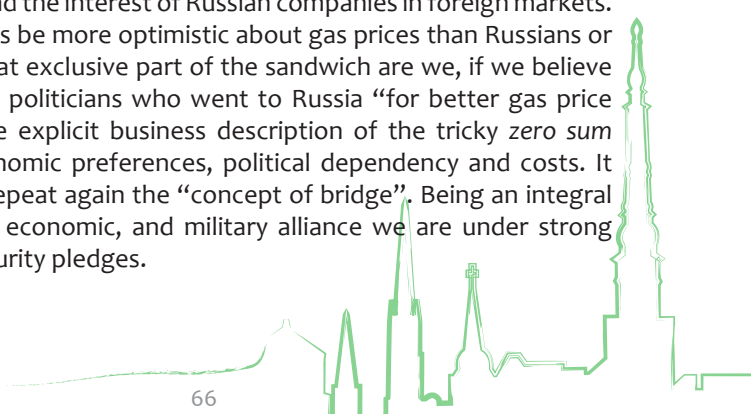 nd the interest of Russian companies in foreign markets.
s be more optimistic about gas prices than Russians or
at exclusive part of the sandwich are we, if we believe
politicians who went to Russia “for better gas price
e explicit business description of the tricky zero sum
nomic preferences, political dependency and costs. It
epeat again the “concept of bridge”. Being an integral
economic, and military alliance we are under strong
urity pledges.
66